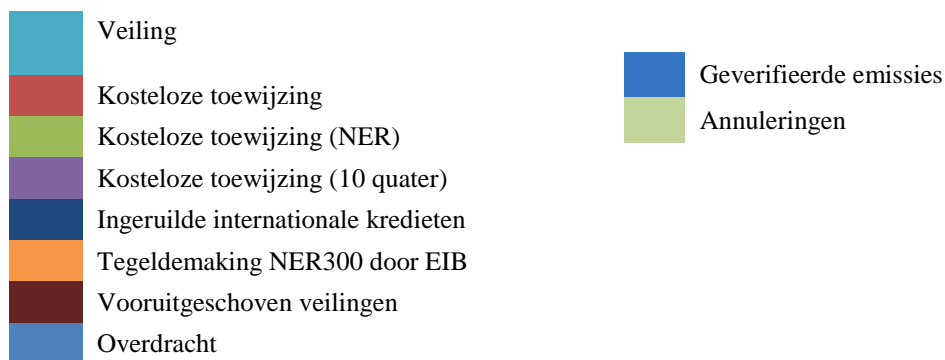 Veiling
Kosteloze toewijzing
Kosteloze toewijzing (NER)
Kosteloze toewijzing (10 quater)
Ingeruilde internationale kredieten
Tegeldemaking NER300 door EIB
Vooruitgeschoven veilingen
Overdracht
Geverifieerde emissies
Annuleringen